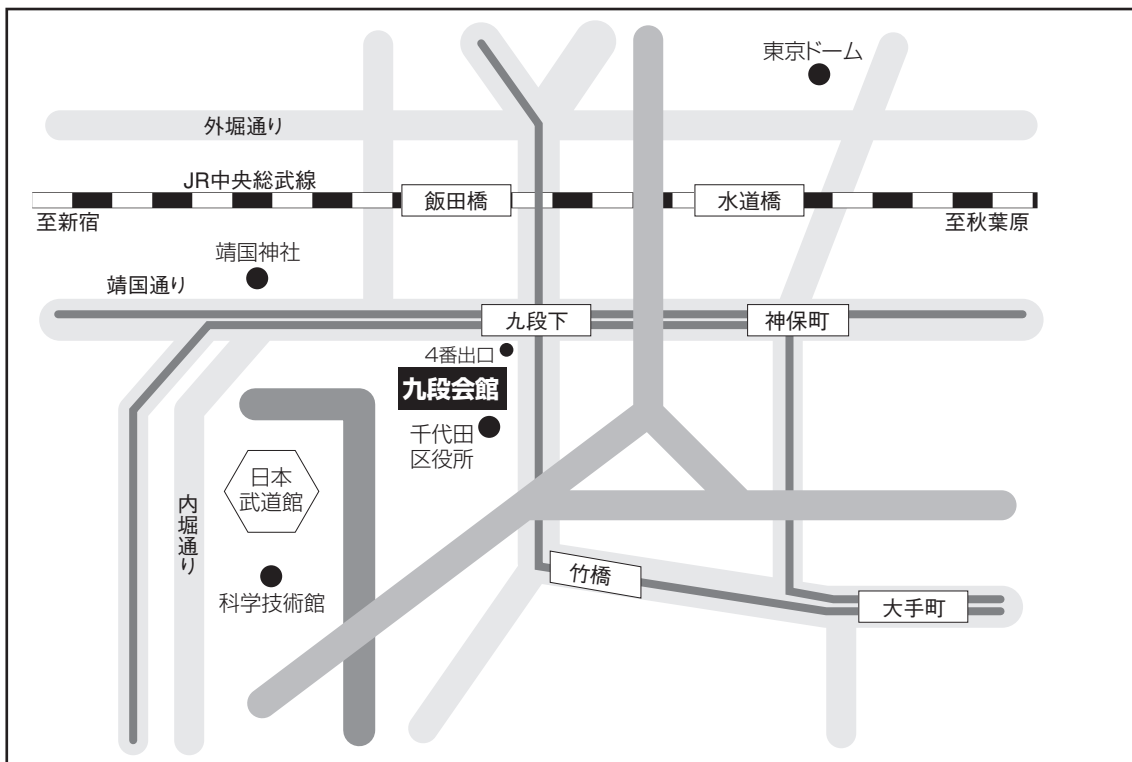 東京ドーム
外堀通り
JR中央総武線
飯田橋
水道橋
至新宿
至秋葉原
靖国神社
靖国通り
九段下
神保町
4番出口
九段会館
千代田
区役所
日本
武道館
内堀通り
竹橋
科学技術館
大手町